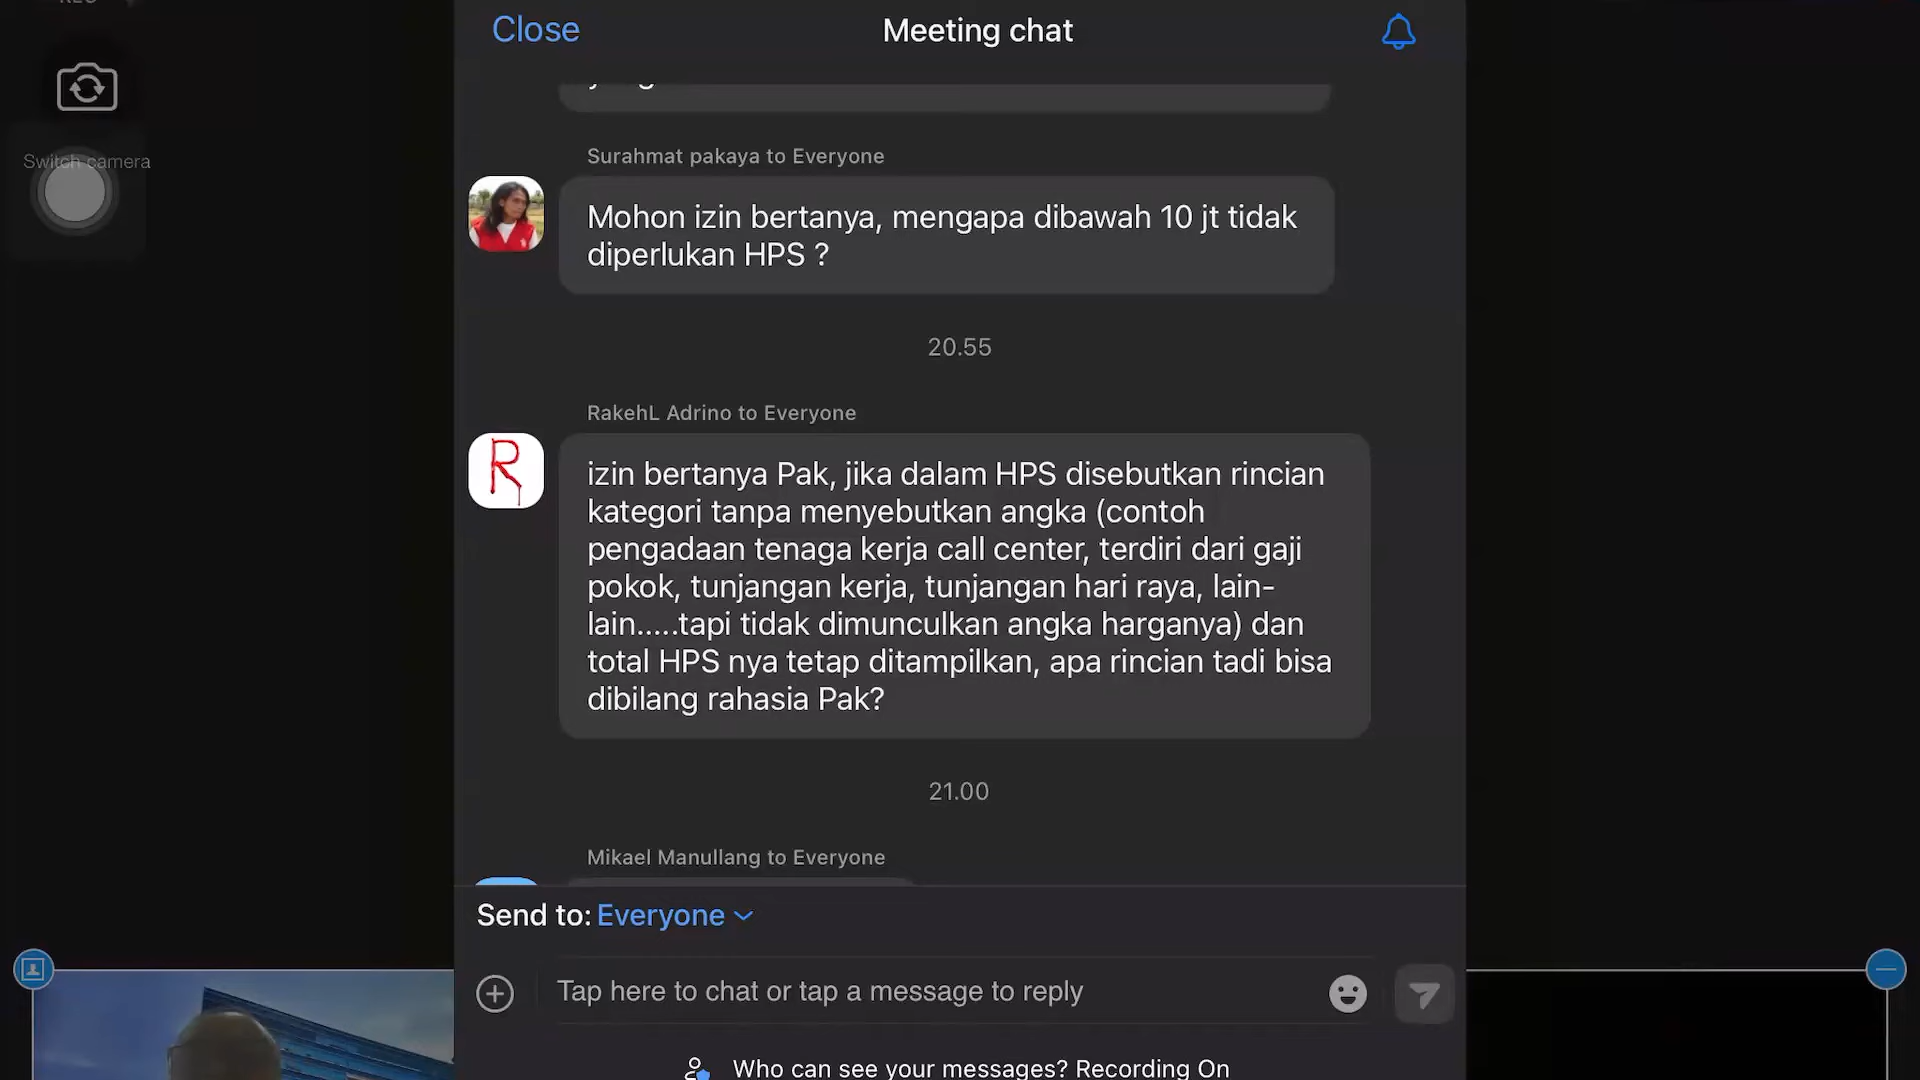 Close
Meeting chat
Switch camera
Surahmat pakaya to Everyone
Mohon izin bertanya, mengapa dibawah 10 jt tidak
diperlukan HPS ?
20.55
RakehL Adrino to Everyone
R
izin bertanya Pak, jika dalam HPS disebutkan rincian
kategori tanpa menyebutkan angka (contoh
pengadaan tenaga kerja call center, terdiri dari gaji
pokok, tunjangan kerja, tunjangan hari raya, lain-
lain.....tapi tidak dimunculkan angka harganya) dan
total HPS nya tetap ditampilkan, apa rincian tadi bisa
dibilang rahasia Pak?
21.00
Mikael Manullang to Everyone
Send to: Everyone
Tap here to chat or tap a message to reply
Who can see your messages? Recording On